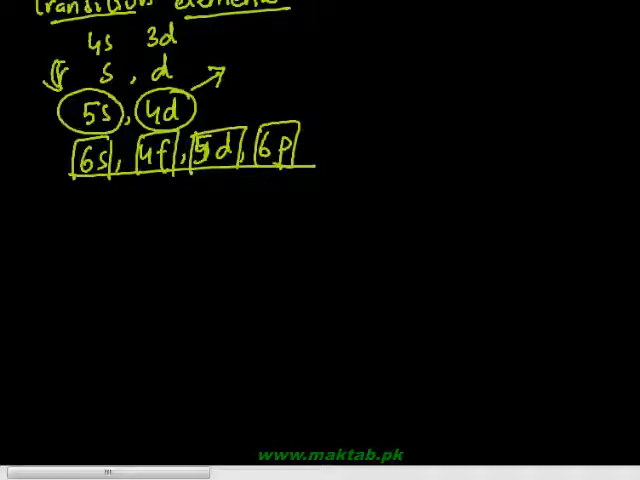 transition elements
4s 3d
s, d
5s, 4d
6s, 4f, 5d, 6p
www.maktab.pk